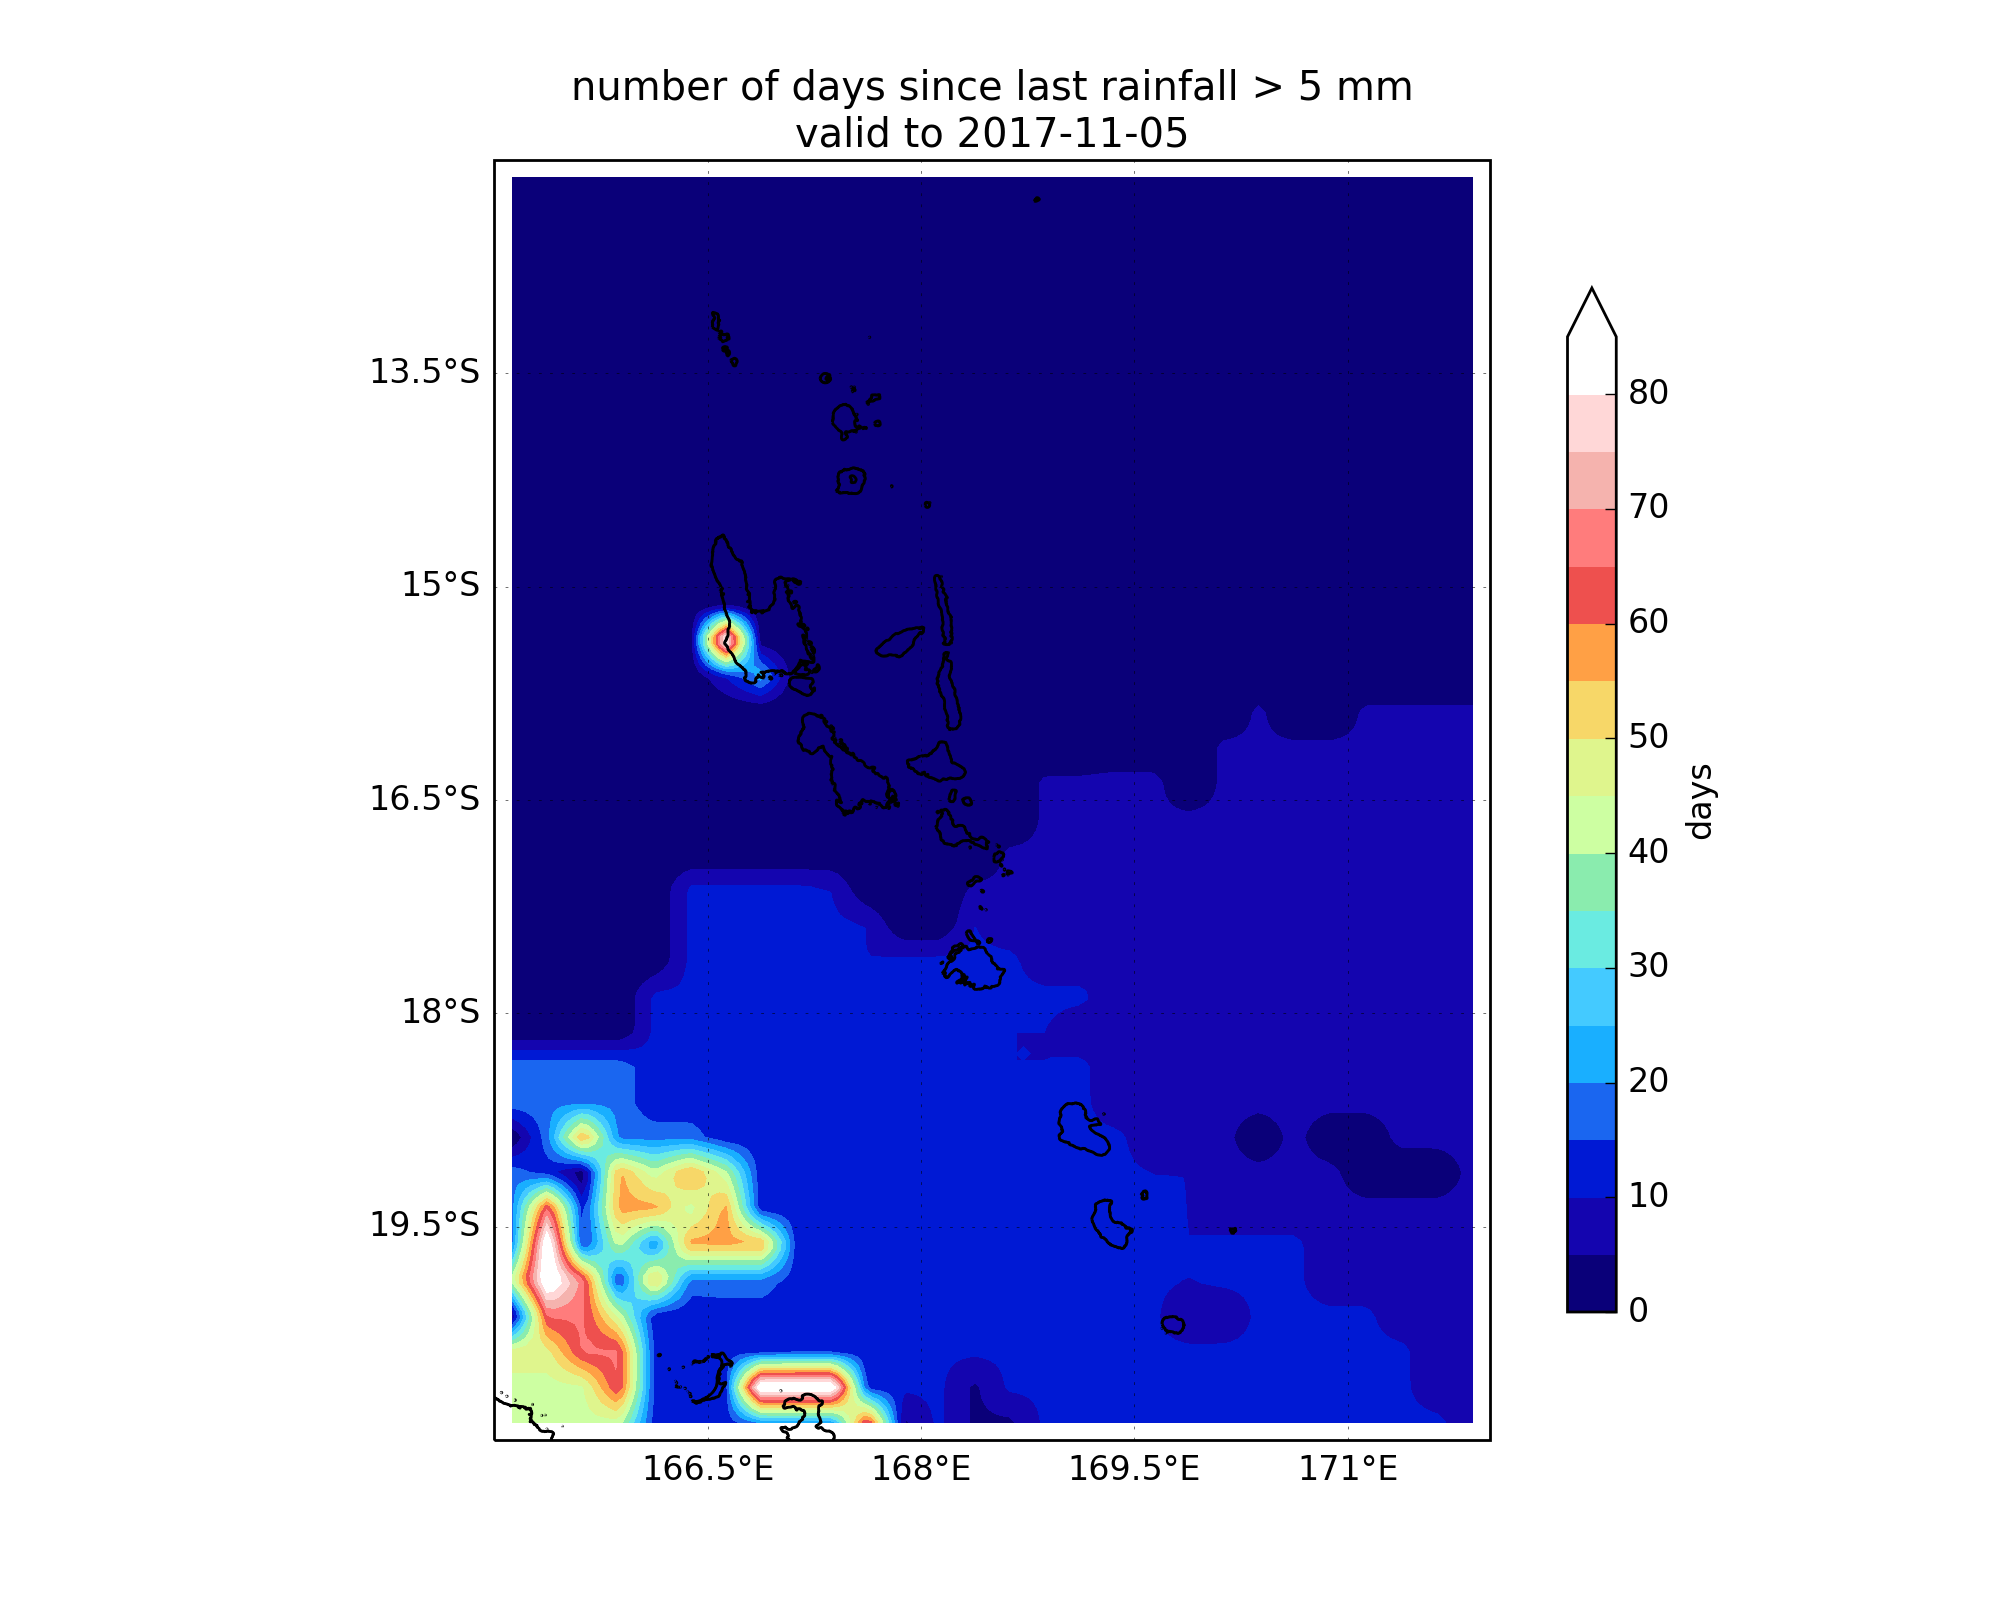 number of days since last rainfall > 5 mm
valid to 2017-11-05
13.5°S
15°S
16.5°S
18°S
19.5°S
166.5°E
168°E
169.5°E
171°E
80
70
60
50
40
30
20
10
0
days